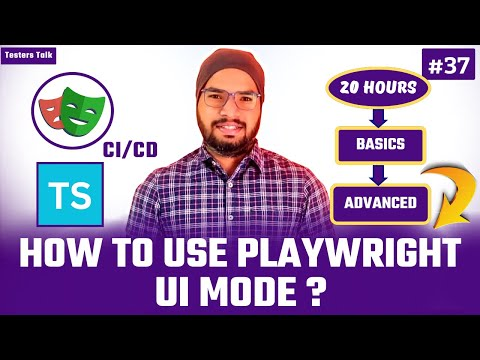 Testers Talk
#37
20 HOURS
CI/CD
BASICS
TS
ADVANCED
HOW TO USE PLAYWRIGHT
UI MODE ?